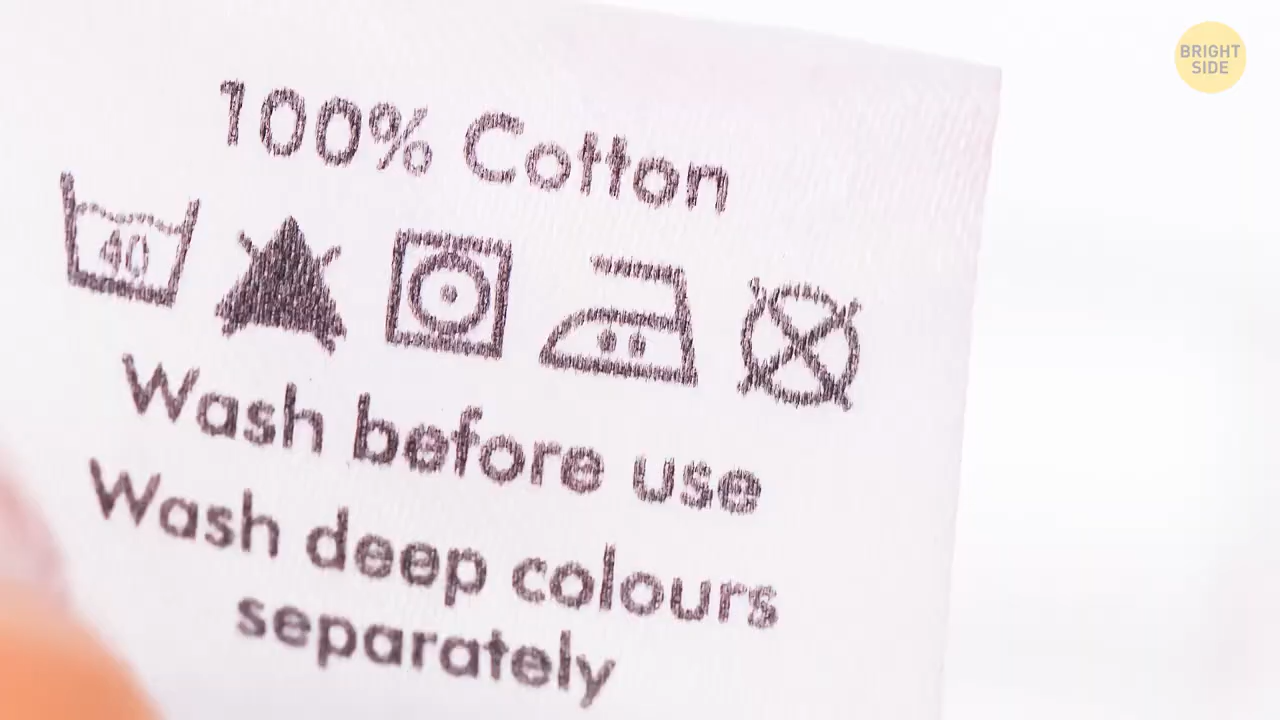 BRIGHT
SIDE
100% Cotton
40
Wash before use
Wash deep colours
separately